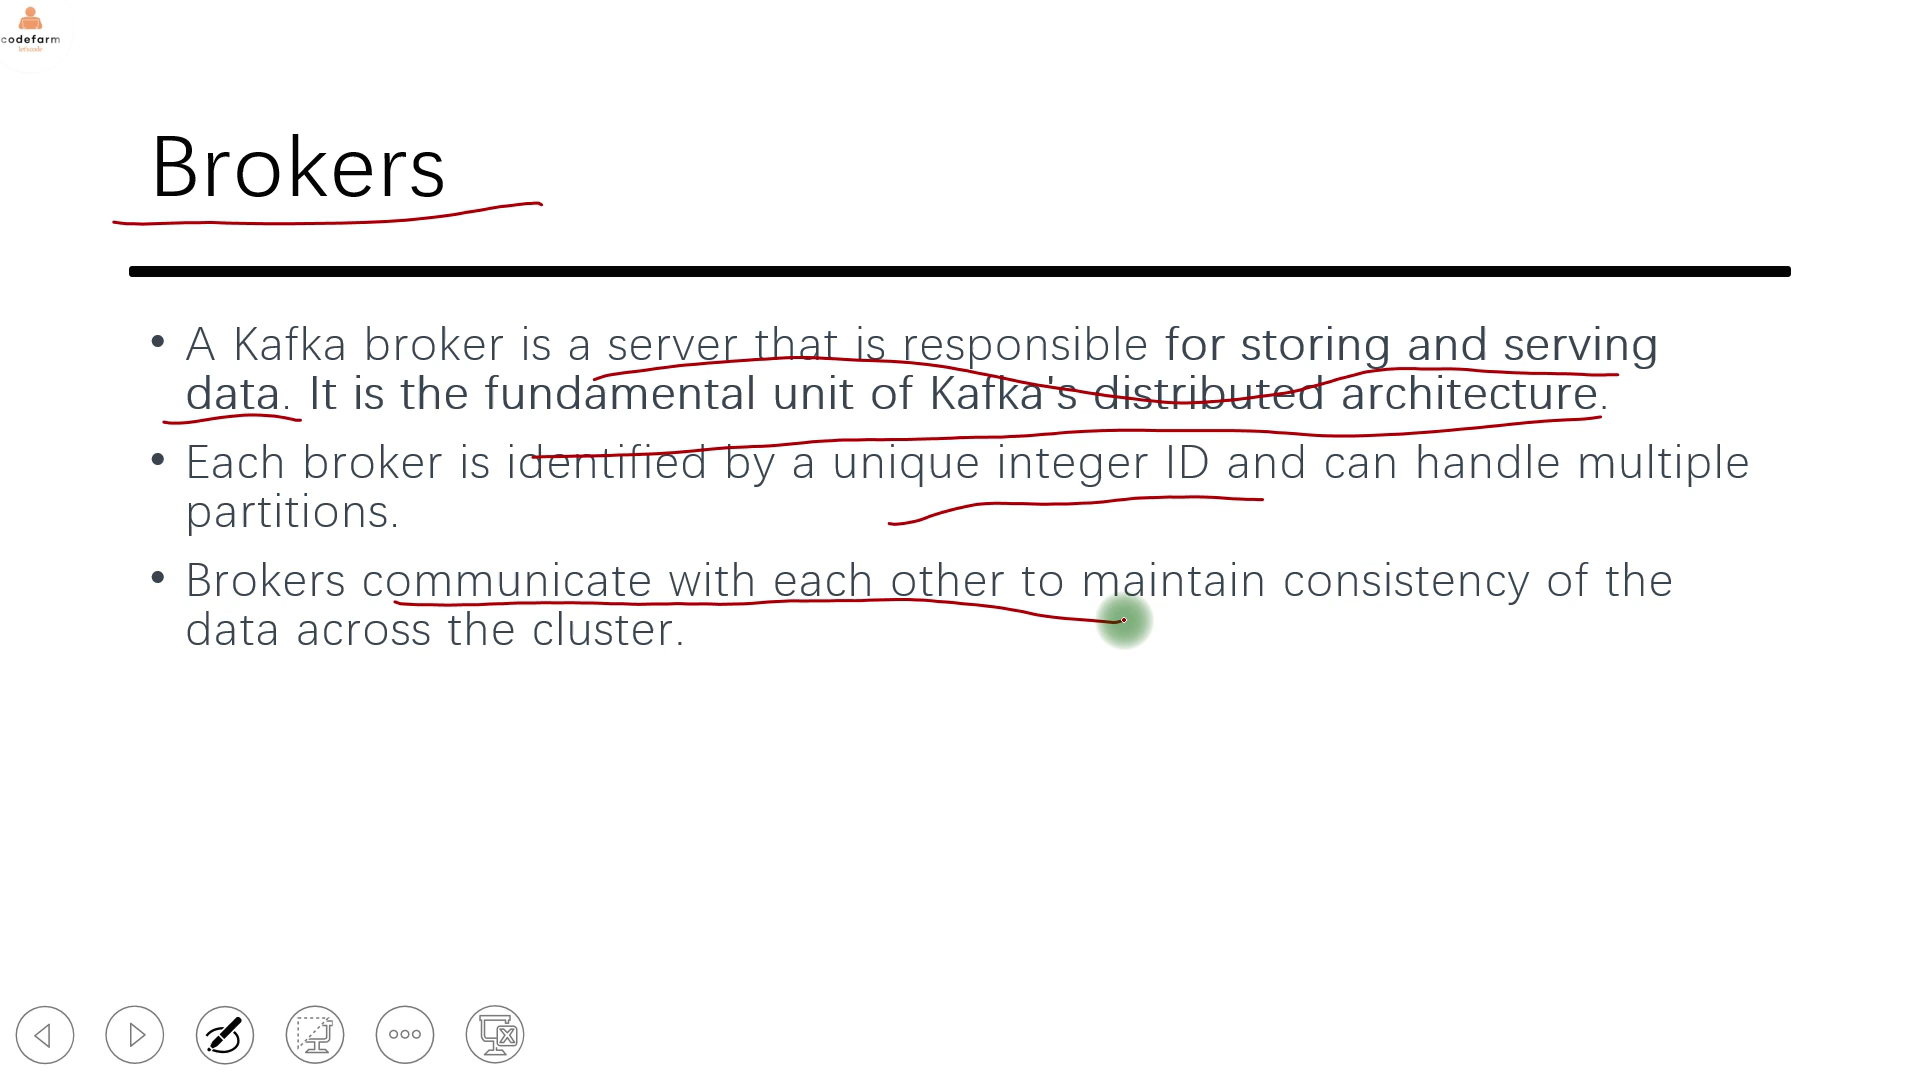 codefarm
let'scode
Brokers
• A Kafka broker is a server that is responsible for storing and serving
data. It is the fundamental unit of Kafka's distributed architecture.
• Each broker is identified by a unique integer ID and can handle multiple
partitions.
• Brokers communicate with each other to maintain consistency of the
data across the cluster.